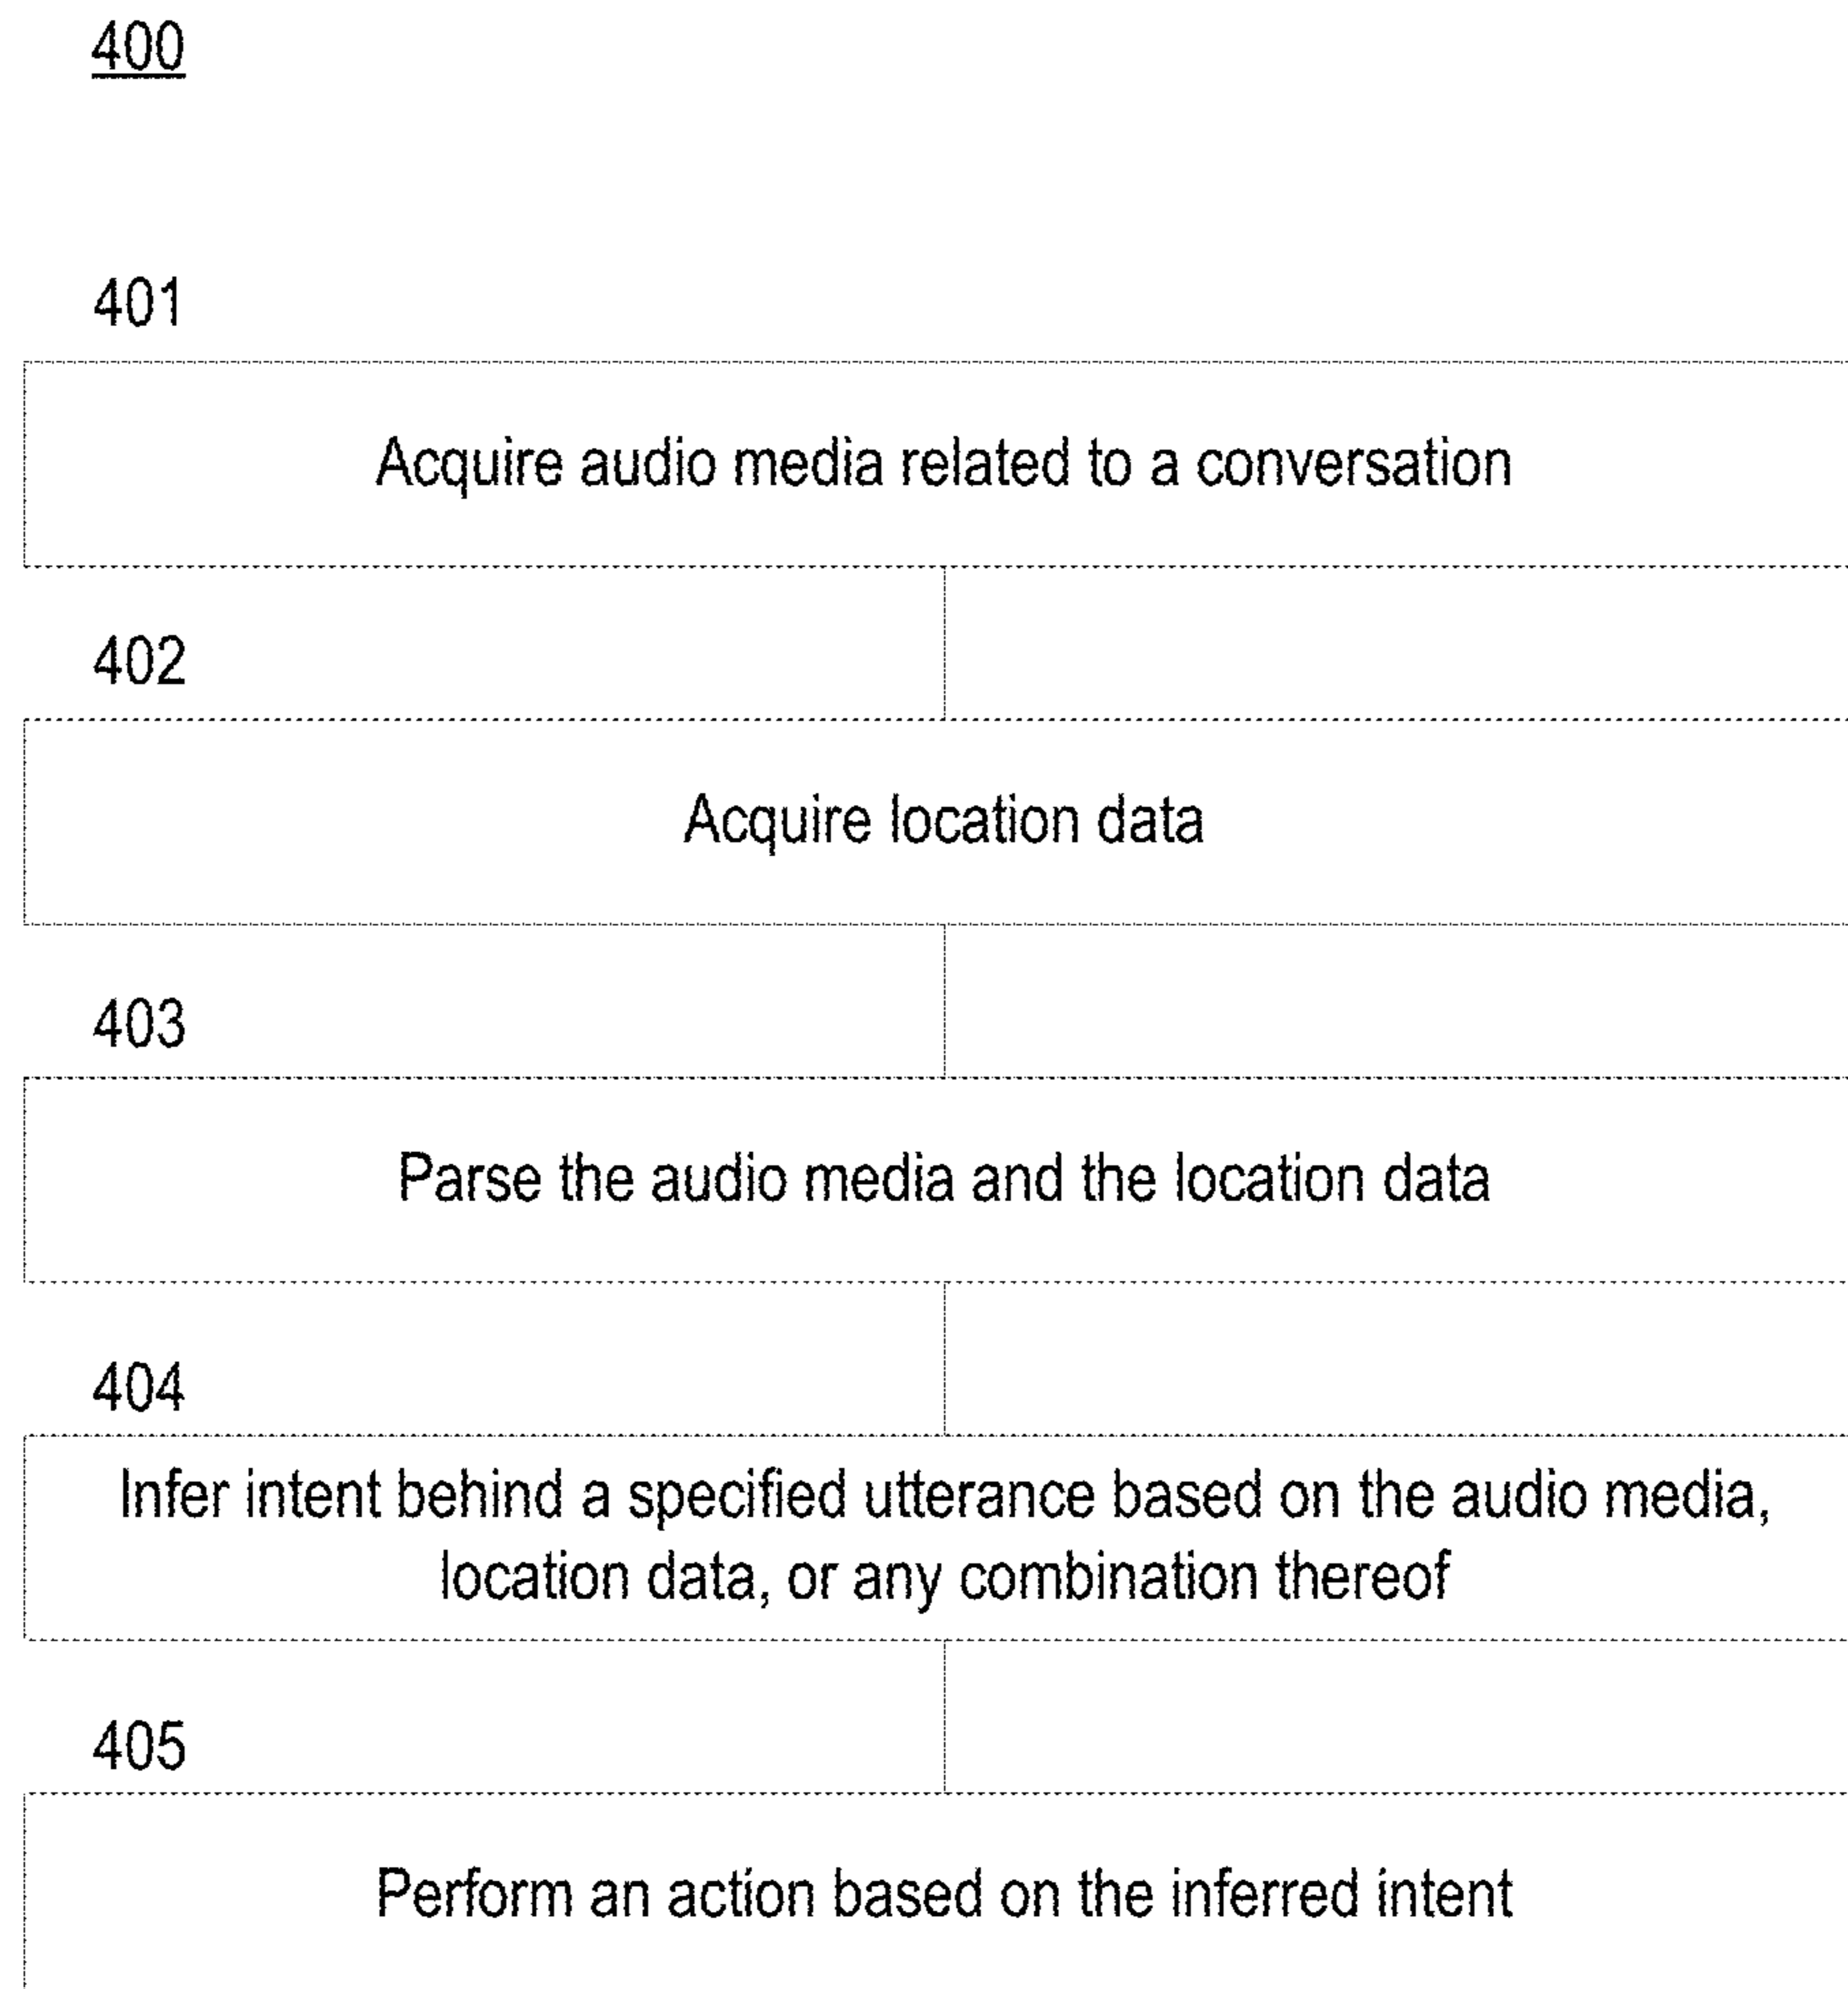 400
401
Acquire audio media related to a conversation
402
Acquire location data
403
Parse the audio media and the location data
404
Infer intent behind a specified utterance based on the audio media,
location data, or any combination thereof
405
Perform an action based on the inferred intent